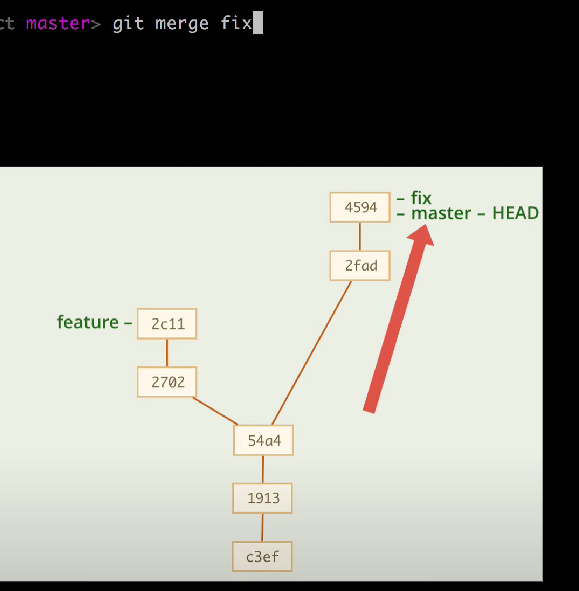 ct master> git merge fix
4594
– fix
– master – HEAD
2fad
feature –
2c11
2702
54a4
1913
c3ef